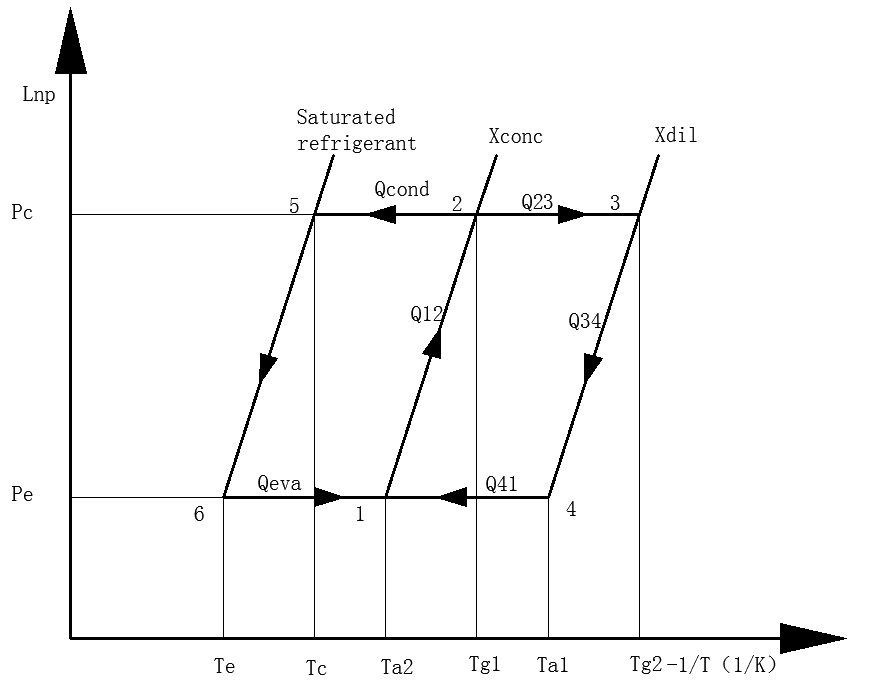 Lnp
Saturated
refrigerant
Xconc
Xdil
Qcond
Pc
5
2
Q23
3
Q12
Q34
Pe
Qeva
Q41
6
1
4
Te
Tc
Ta2
Tg1
Ta1
Tg2
-1/T (1/K)